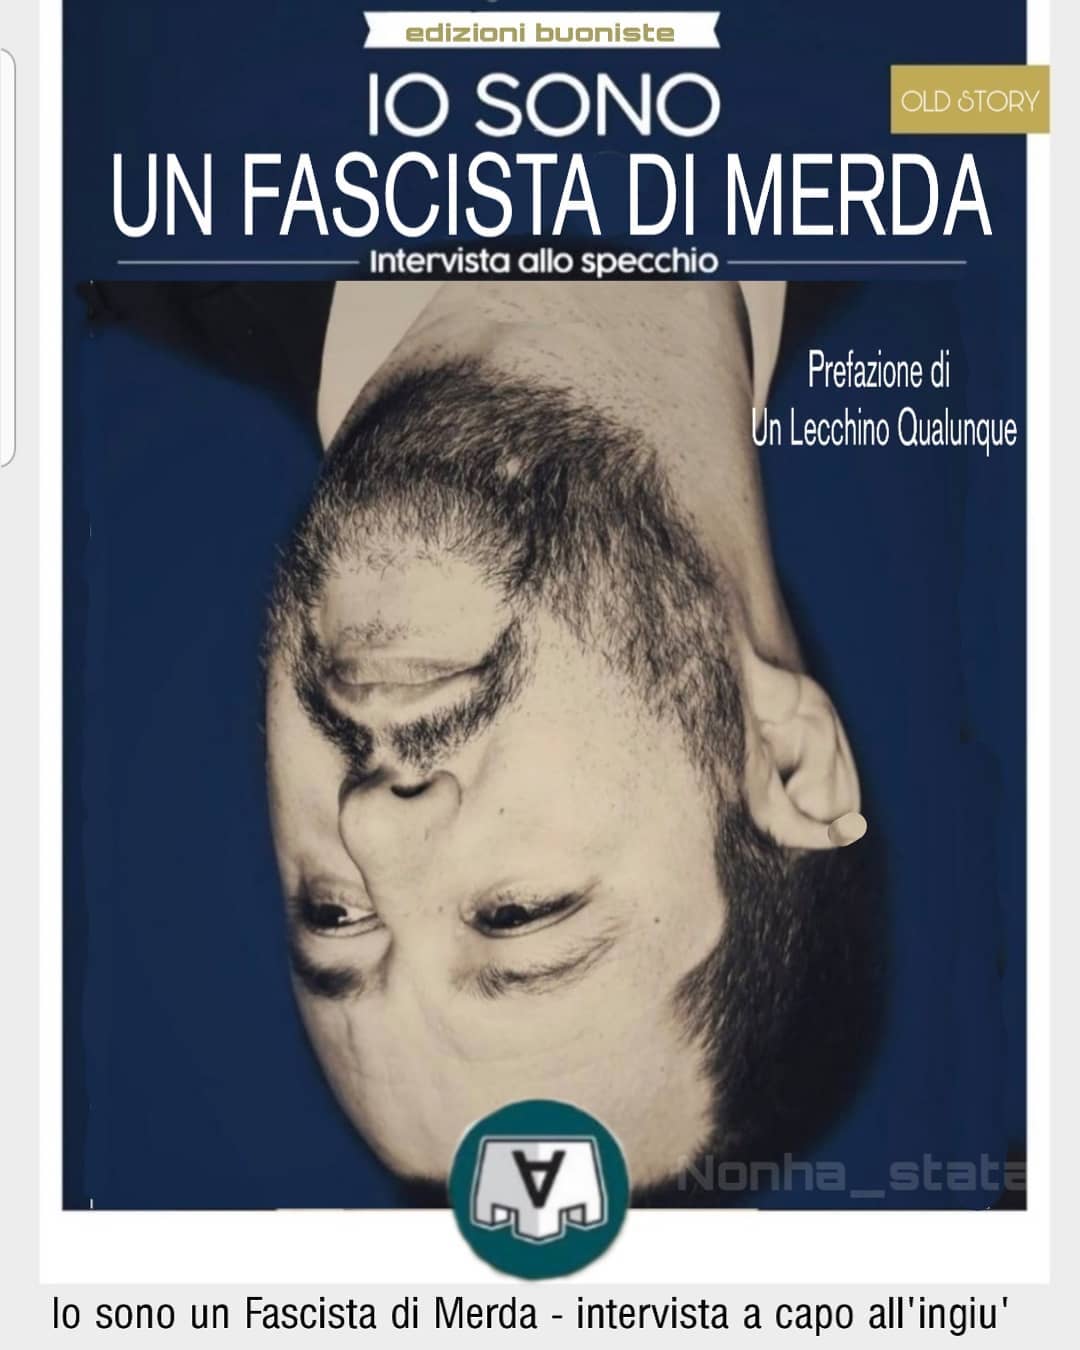 edizioni buoniste
IO SONO
OLD STORY
UN FASCISTA DI MERDA
Intervista allo specchio
Prefazione di
Un Lecchino Qualunque
A
Nonha_stata
Io sono un Fascista di Merda - intervista a capo all'ingiu'